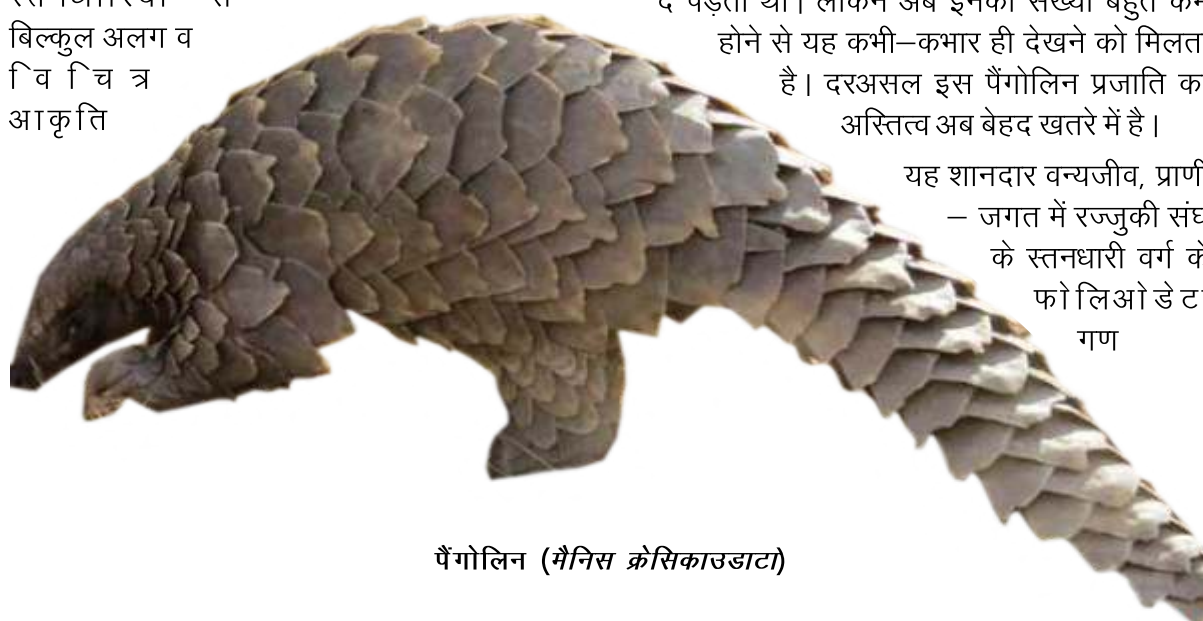 बिल्कुल अलग व
विचित्र
आकृति
होने से यह कभी–कभार ही देखने को
है। दरअसल इस पैंगोलिन प्रजाति
अस्तित्व अब बेहद खतरे में है।
यह शानदार वन्यजीव, प्राणी
– जगत में रज्जुकी संघ
के स्तनधारी वर्ग के
फोलिओडेटा
गण
पैंगोलिन (मैनिस क्रेसिकाउडाटा)